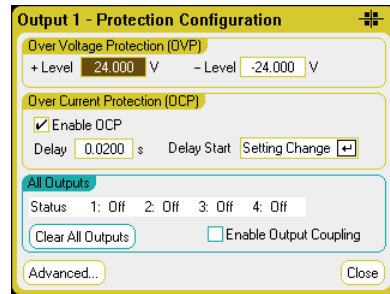 Output 1 - Protection Configuration
Over Voltage Protection (OVP)
+ Level 24.000 V - Level -24.000 V
Over Current Protection (OCP)
Enable OCP
Delay 0.0200 s Delay Start Setting Change
All Outputs
Status 1: Off 2: Off 3: Off 4: Off
Clear All Outputs Enable Output Coupling
Advanced... Close